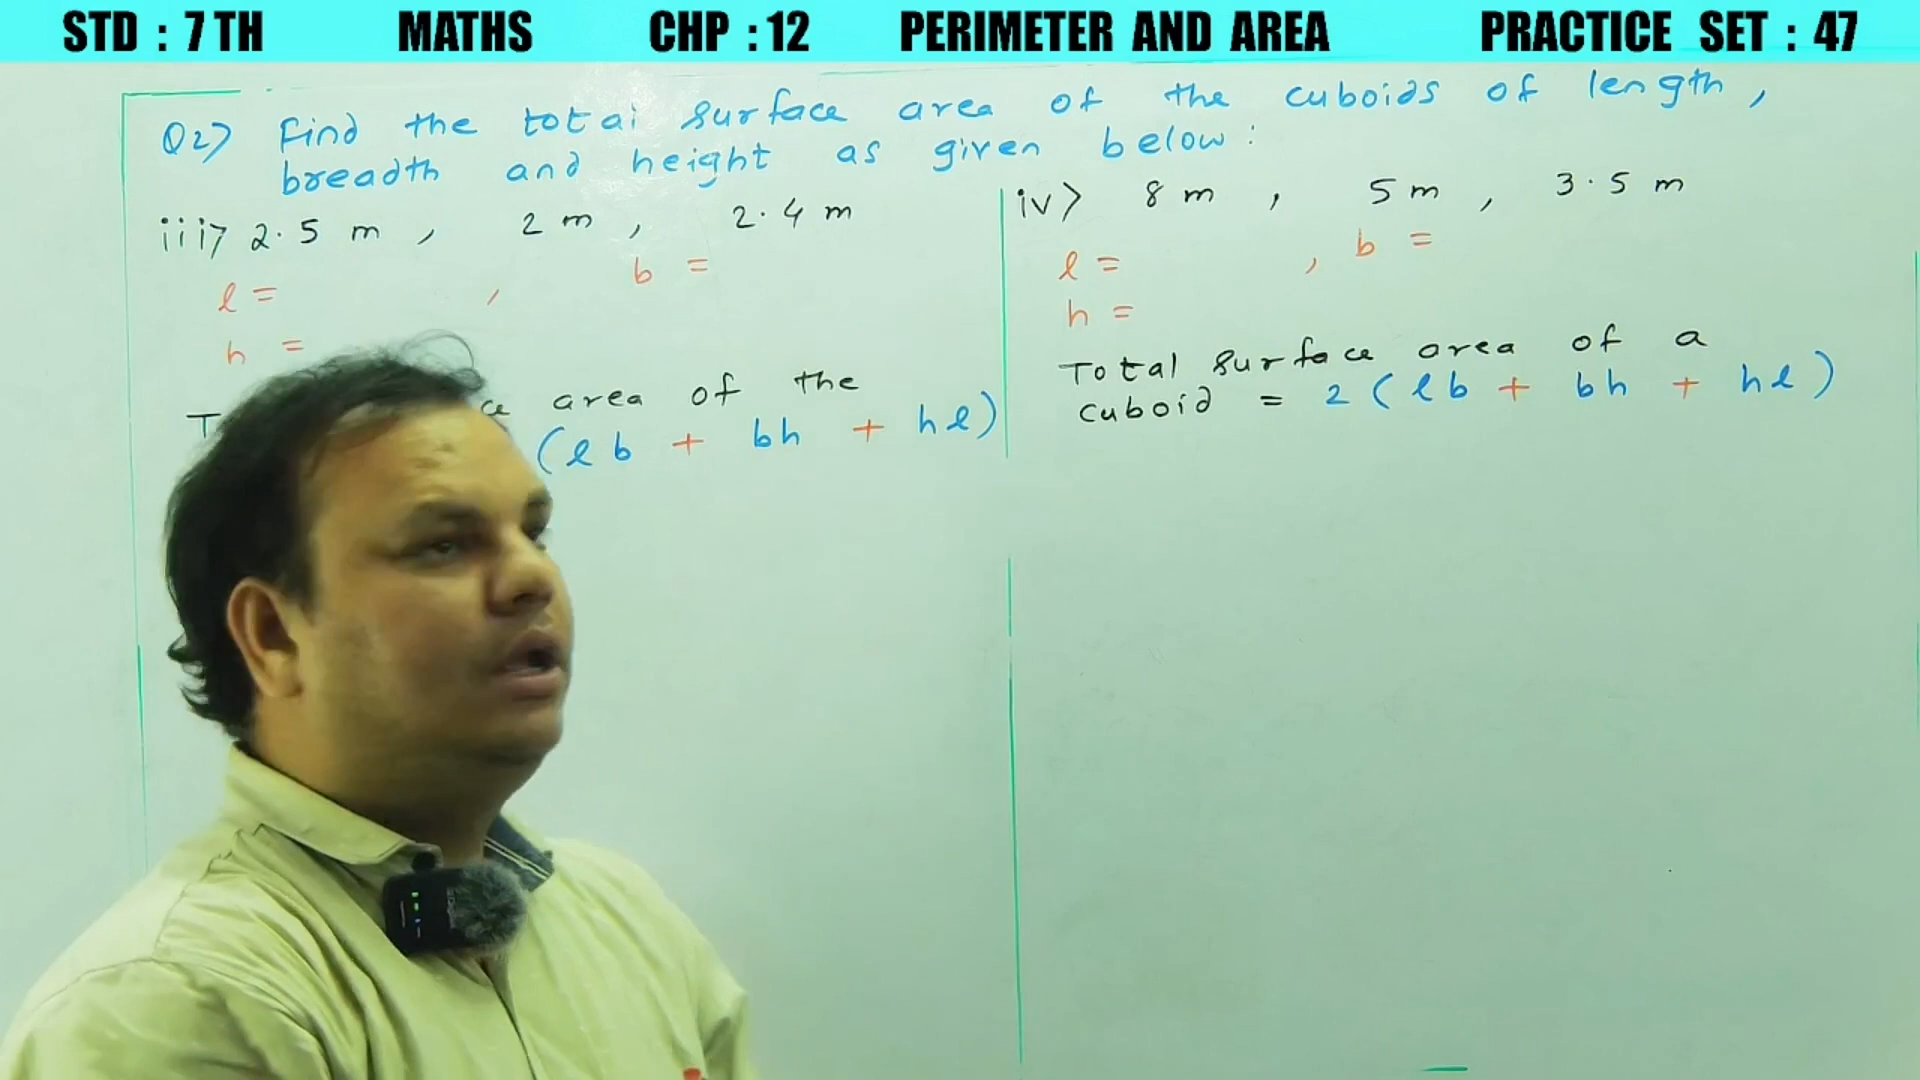 STD : 7 TH MATHS CHP : 12 PERIMETER AND AREA PRACTICE SET : 47
Q2) Find the total surface area of the cuboids of length,
breadth and height as given below:
iii) 2.5 m, 2 m, 2.4 m
l = , b =
h =
area of the
(lb + bh + hl)
iv) 8 m, 5 m, 3.5 m
l = , b =
h =
Total surface area of a
cuboid = 2 (lb + bh + hl)